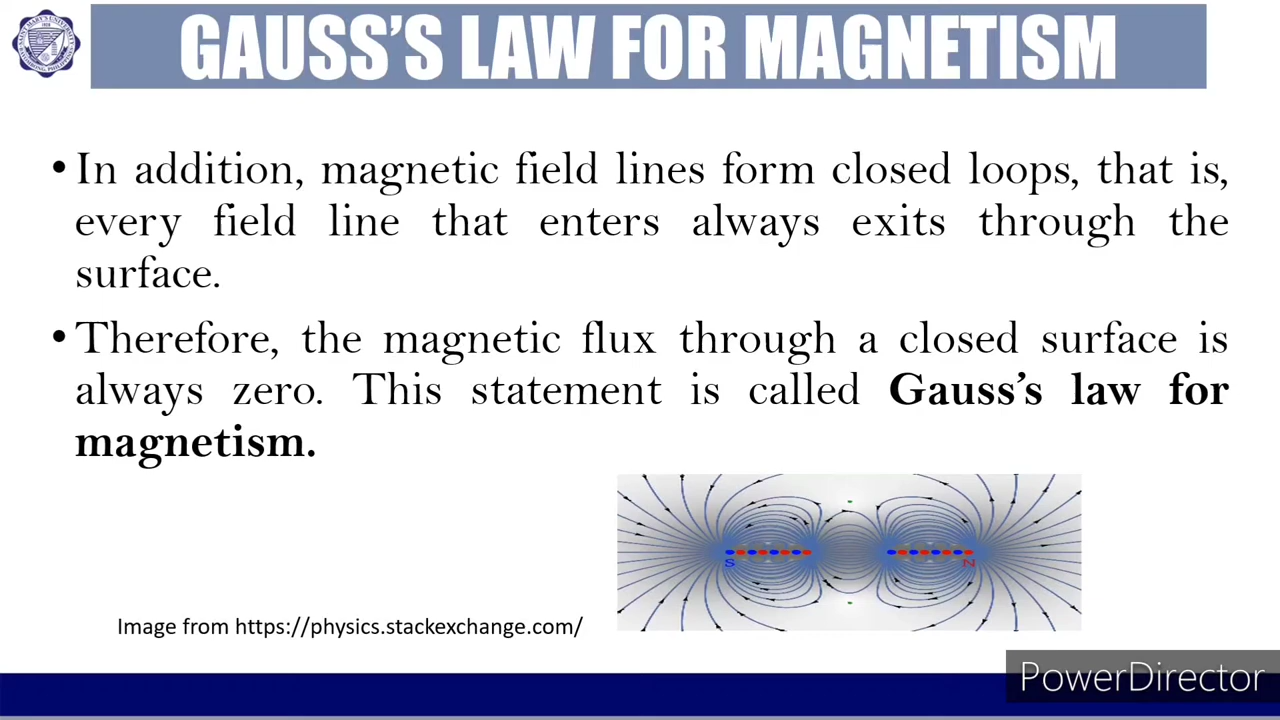 GAUSS'S LAW FOR MAGNETISM
• In addition, magnetic field lines form closed loops, that is,
every field line that enters always exits through the
surface.
• Therefore, the magnetic flux through a closed surface is
always zero. This statement is called Gauss's law for
magnetism.
S N
Image from https://physics.stackexchange.com/
PowerDirector